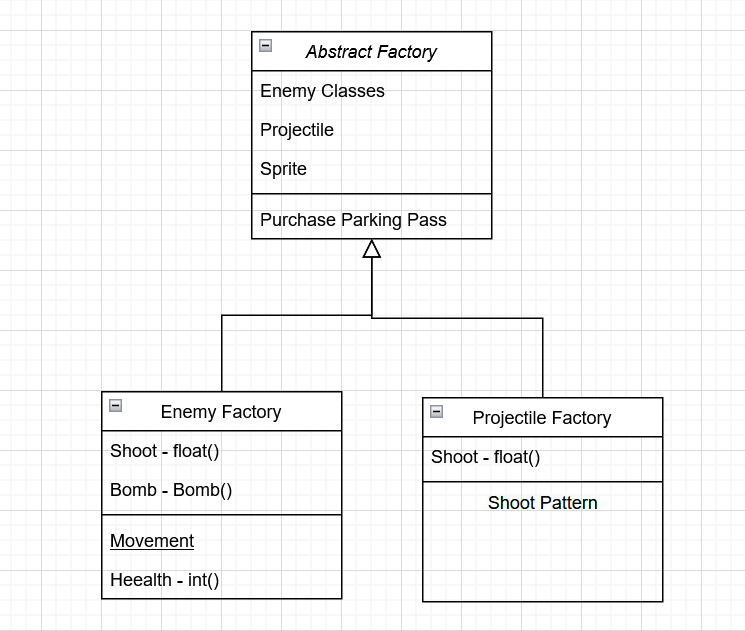 Abstract Factory
Enemy Classes
Projectile
Sprite
Purchase Parking Pass
Enemy Factory
Shoot - float()
Bomb - Bomb()
Movement
Heealth - int()
Projectile Factory
Shoot - float()
Shoot Pattern